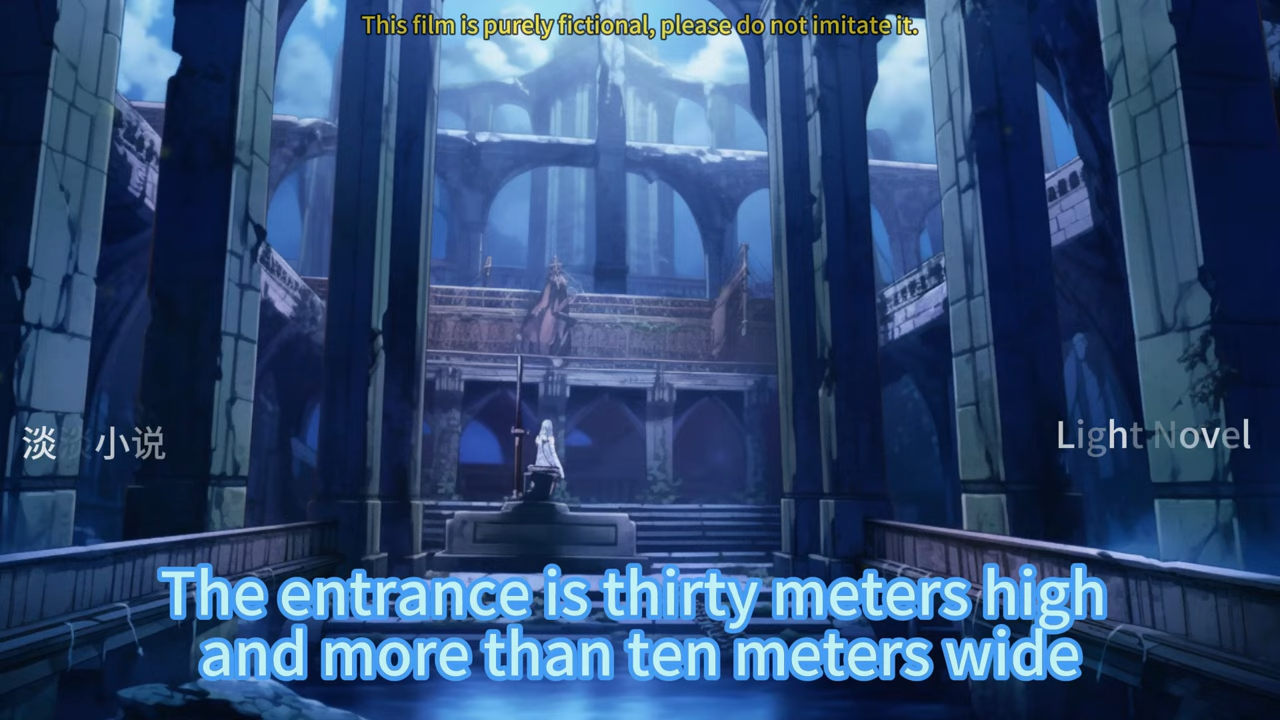 This film is purely fictional, please do not imitate it.
淡淡小说
Light Novel
The entrance is thirty meters high
and more than ten meters wide